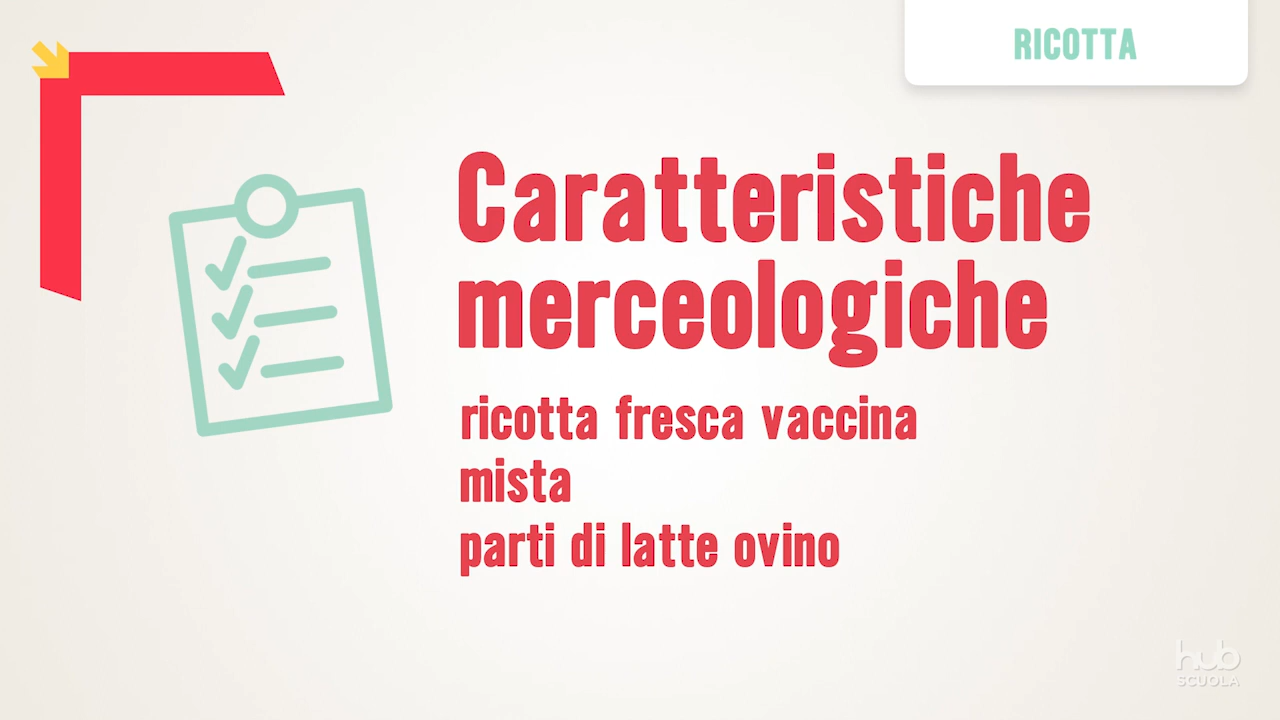 RICOTTA
Caratteristiche
merceologiche
ricotta fresca vaccina
mista
parti di latte ovino
hub
SCUOLA